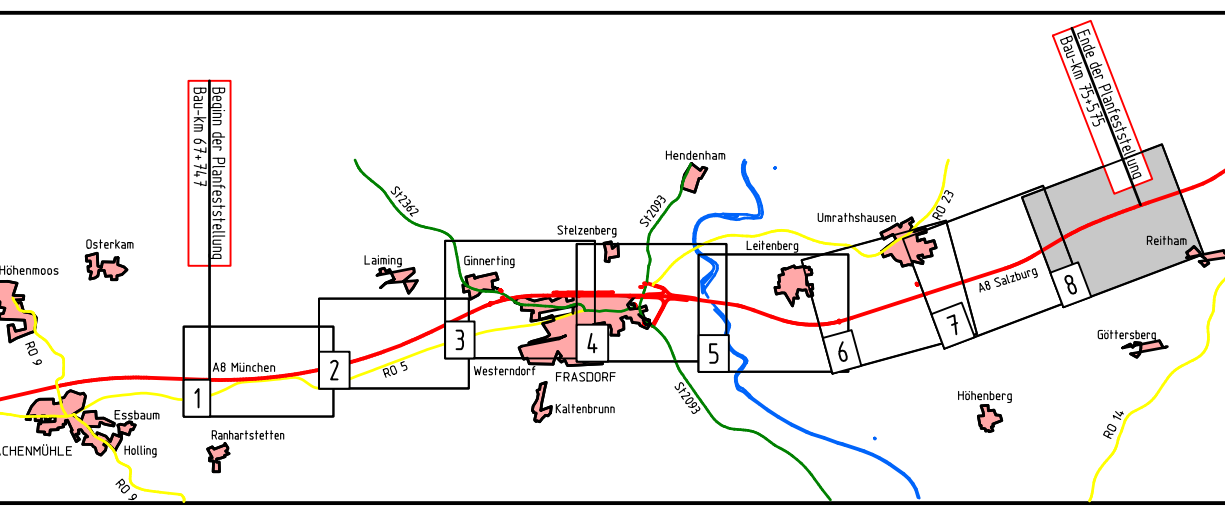 Ende der Planfeststellung
Bau-km 75+575
Beginn der Planfeststellung
Bau-km 67+747
Hendenham
St2362
St2093
RO 23
Umrathshausen
Stelzenberg
Osterkam
Leitenberg
Reitham
Laiming
Ginnerting
Höhenmoos
A8 Salzburg
8
7
3
4
5
6
Göttersberg
RO 9
A8 München
2
RO 5
Westerndorf
FRASDORF
1
St2093
Höhenberg
Kaltenbrunn
Essbaum
RO 14
Ranhartstetten
CHENMÜHLE
Holling
RO 9